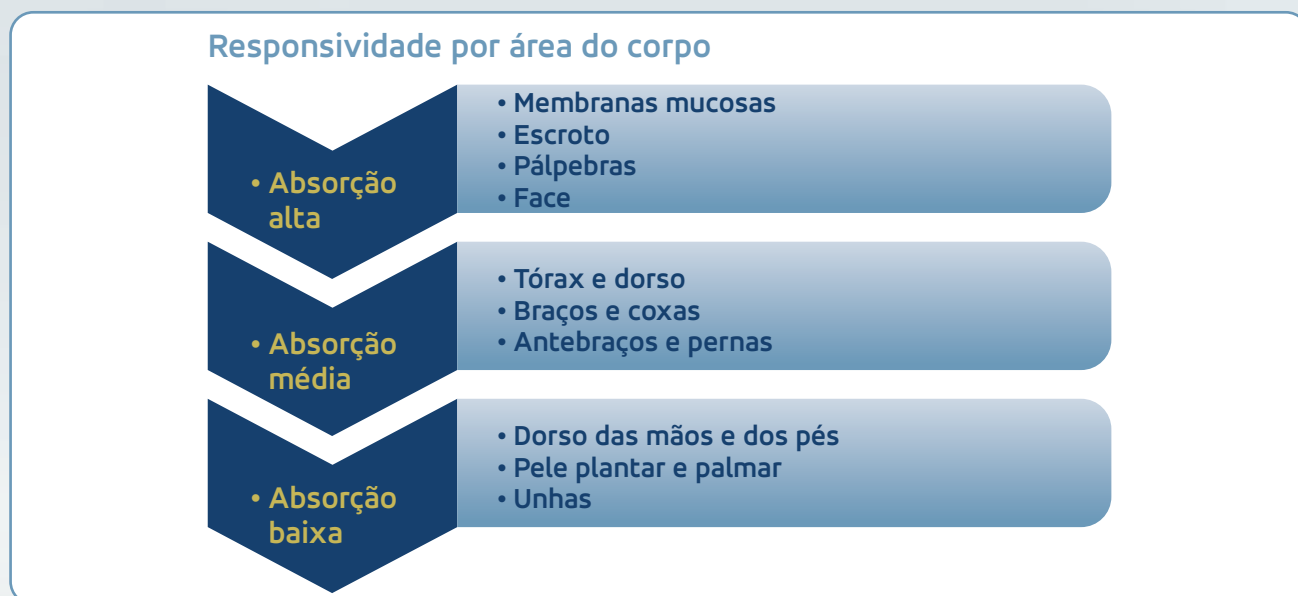 Responsividade por área do corpo
• Absorção
alta
• Membranas mucosas
• Escroto
• Pálpebras
• Face
• Absorção
média
• Tórax e dorso
• Braços e coxas
• Antebraços e pernas
• Absorção
baixa
• Dorso das mãos e dos pés
• Pele plantar e palmar
• Unhas